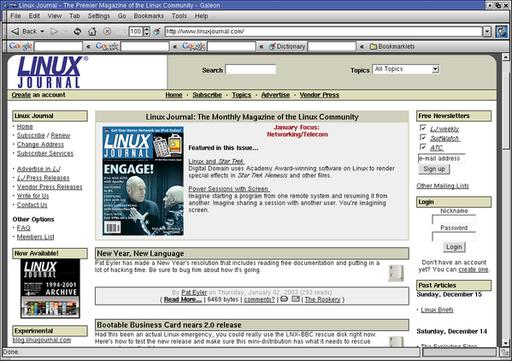 Linux Journal - The Premier Magazine of the Linux Community - Galeon
File View Tab Settings Go Bookmarks Tools Help
Back 100 http://www.linuxjournal.com/
Google Google Google Dictionary Bookmarklets
LINUX
JOURNAL
Search Topics All Topics
Create an account Home · Subscribe · Topics · Advertise · Vendor Press
Linux Journal
· Home
· Subscribe / Renew
· Change Address
· Subscriber Services
· Advertise in LJ
· LJ Press Releases
· Vendor Press Releases
· Write for Us
· Contact Us
Other Options
· FAQ
· Members List
Now Available!
LINUX
JOURNAL
1994-2001
ARCHIVE
Experimental
blog.linuxjournal.com
Linux Journal: The Monthly Magazine of the Linux Community
LINUX
JOURNAL
ENGAGE!
January Focus:
Networking/Telecom
Featured in this Issue...
Linux and Star Trek
Digital Domain uses Academy Award-winning software on Linux to render
special effects in Star Trek Nemesis and other films.
Power Sessions with Screen
Imagine starting a program from one remote system and resuming it from
another. Imagine sharing a session with another user. You're imagining
screen.
New Year, New Language
Pat Eyler has made a New Year's resolution that includes reading free documentation and putting in a
lot of hacking time. Be sure to bug him about how it's going.
By Pat Eyler on Thursday, January 02, 2003 (292 reads)
( Read More... | 6469 bytes | comments? | | The Rookery )
Bootable Business Card nears 2.0 release
Had this been an actual Linux emergency, you could really use the LNX-BBC rescue disk right now.
Here's how to test the new release and make sure this mini-distribution has what it needs to rescue
Free Newsletters
LJ weekly
SuitWatch
ATC
e-mail address
Sign up
Other Mailing Lists
Login
Nickname
Password
Login
Don't have an account
yet? You can create one.
Past Articles
Sunday, December 15
· Linux Briefs
Saturday, December 14
· The Exploding Edge
Done.